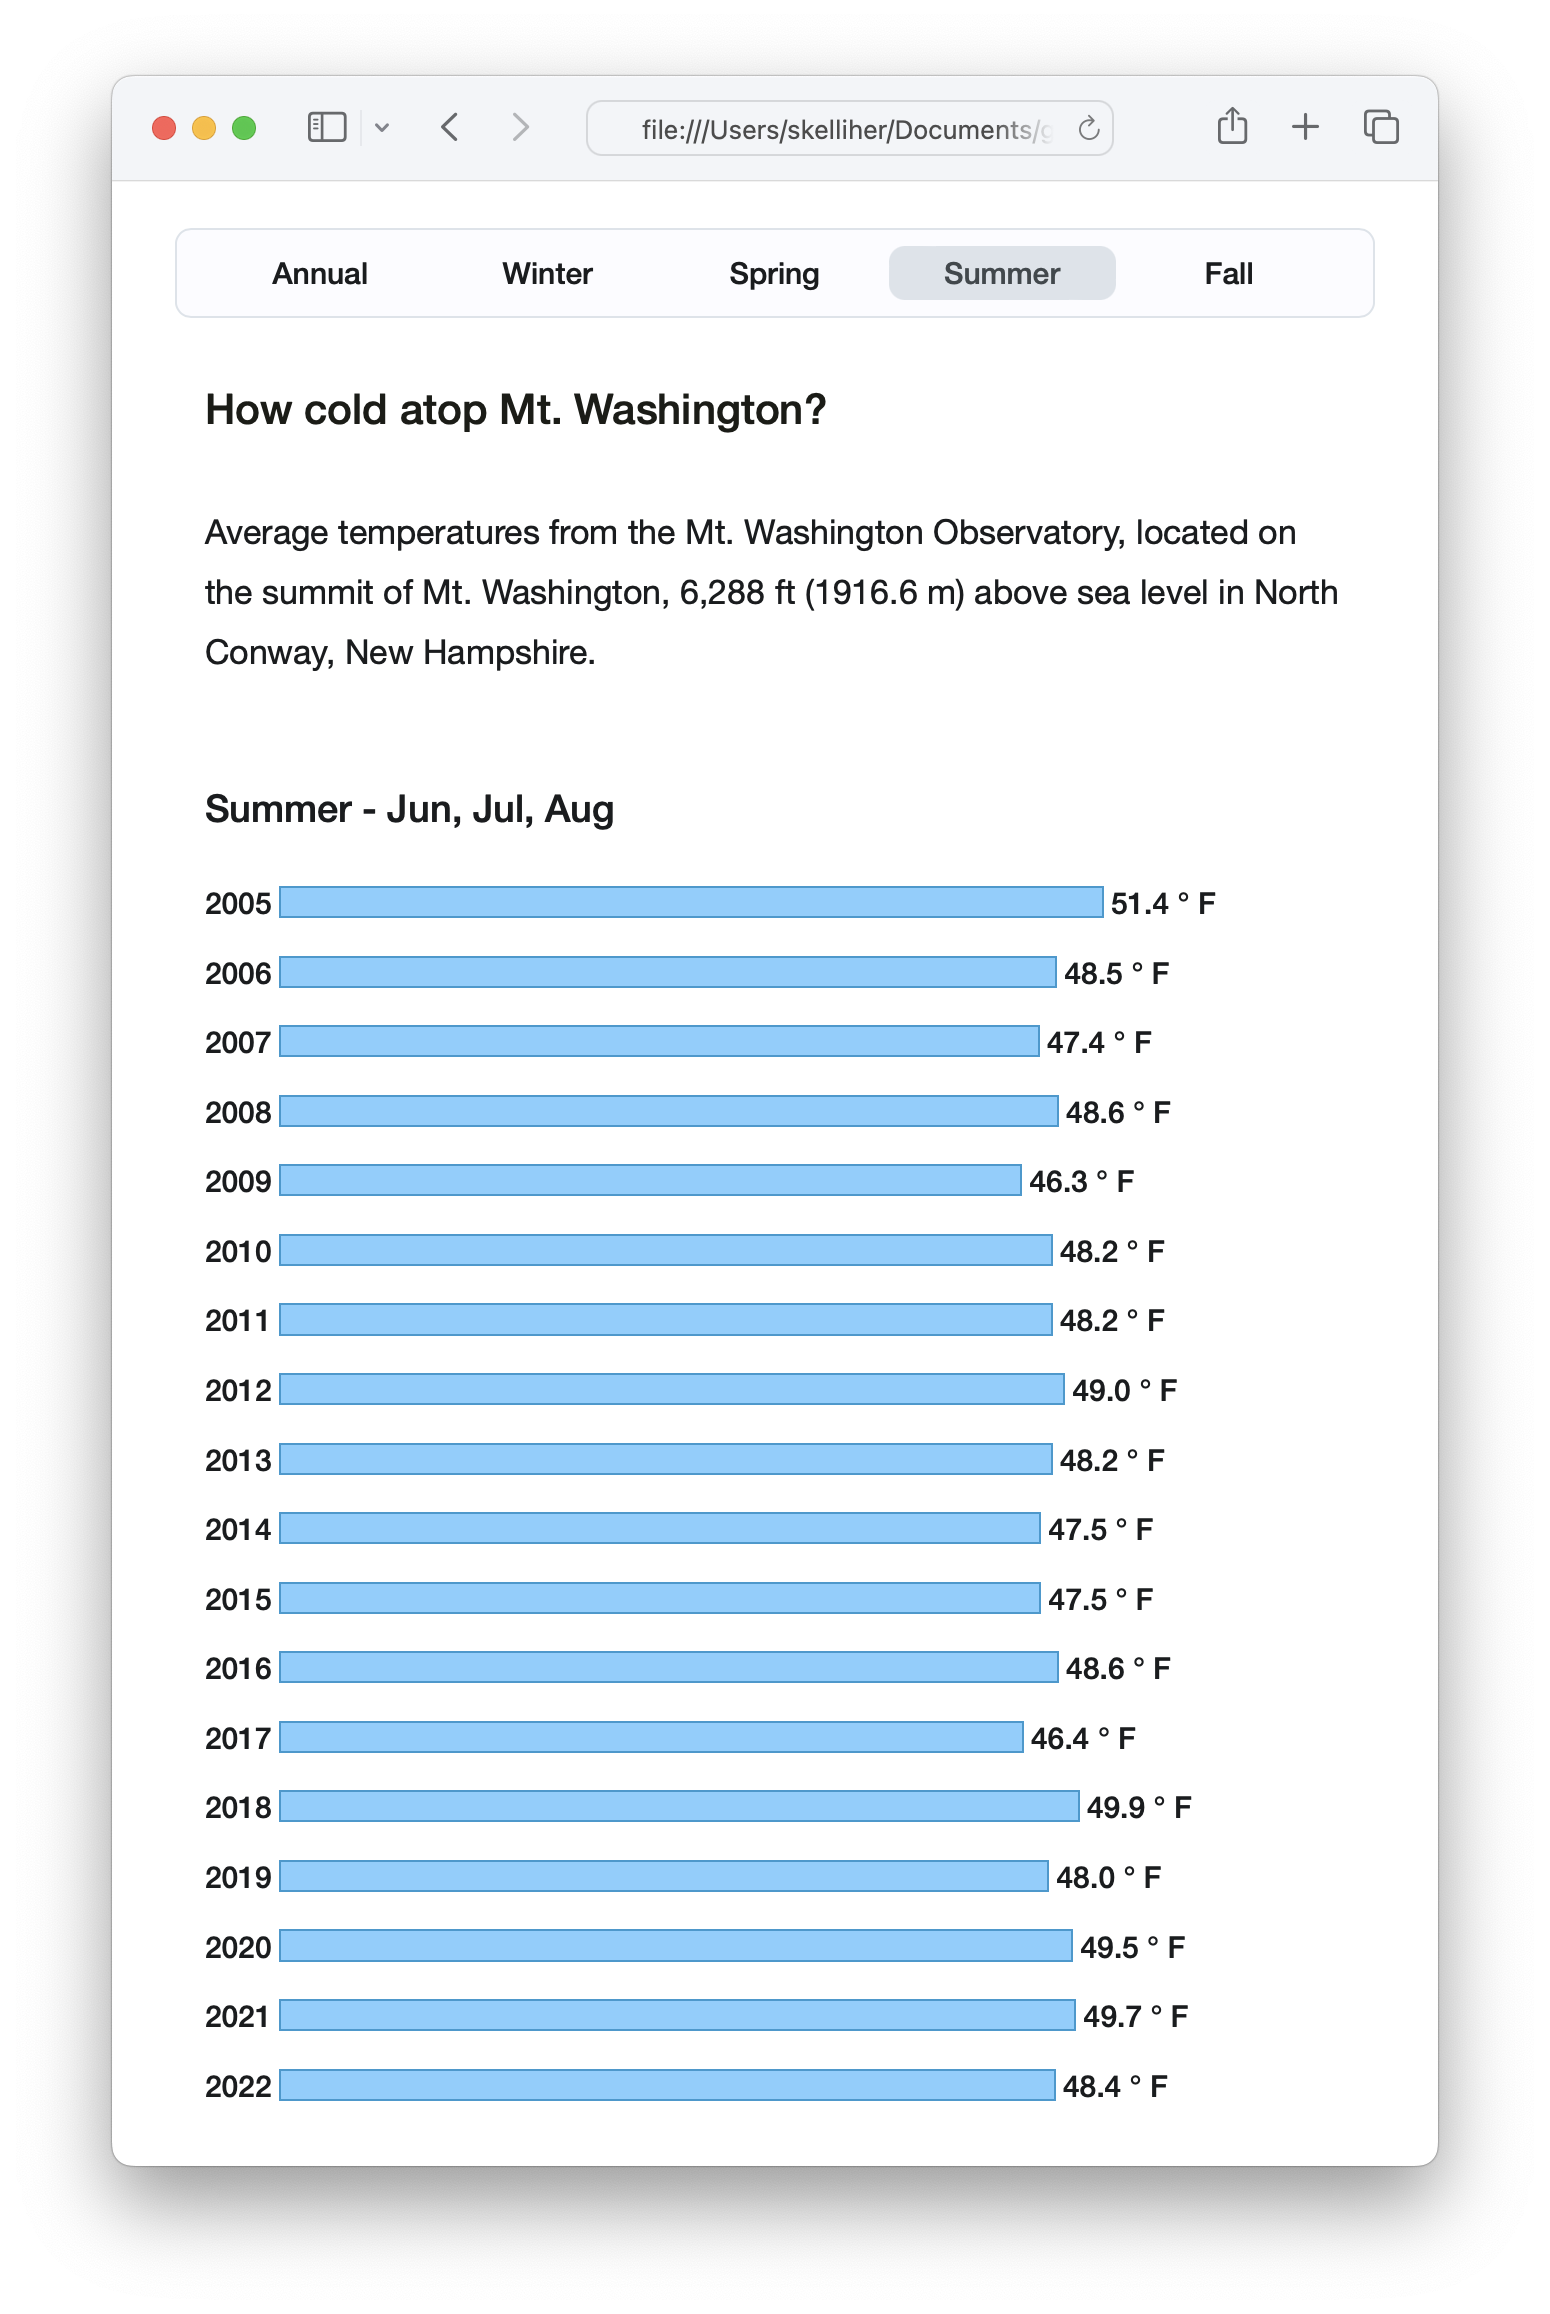 file:///Users/skelliher/Documents/g
Annual Winter Spring Summer Fall
How cold atop Mt. Washington?
Average temperatures from the Mt. Washington Observatory, located on
the summit of Mt. Washington, 6,288 ft (1916.6 m) above sea level in North
Conway, New Hampshire.
Summer - Jun, Jul, Aug
2005 51.4 ° F
2006 48.5 ° F
2007 47.4 ° F
2008 48.6 ° F
2009 46.3 ° F
2010 48.2 ° F
2011 48.2 ° F
2012 49.0 ° F
2013 48.2 ° F
2014 47.5 ° F
2015 47.5 ° F
2016 48.6 ° F
2017 46.4 ° F
2018 49.9 ° F
2019 48.0 ° F
2020 49.5 ° F
2021 49.7 ° F
2022 48.4 ° F